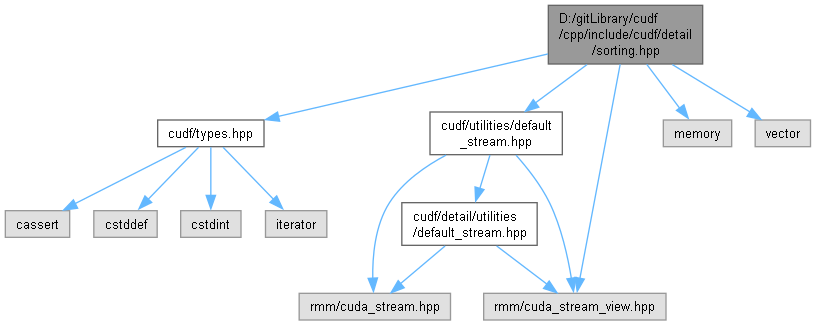 D:/gitLibrary/cudf
/cpp/include/cudf/detail
/sorting.hpp
cudf/types.hpp
cudf/utilities/default
_stream.hpp
memory
vector
cassert
cstddef
cstdint
iterator
cudf/detail/utilities
/default_stream.hpp
rmm/cuda_stream.hpp
rmm/cuda_stream_view.hpp